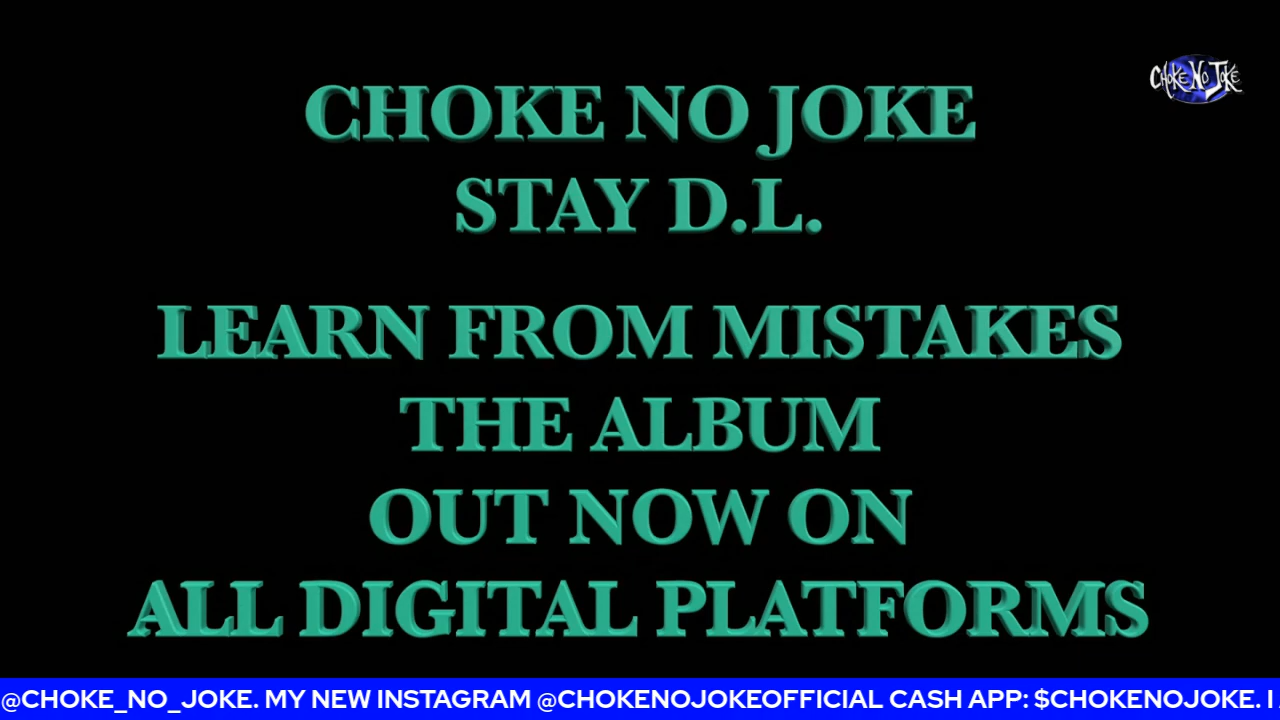 CHOKE NO JOKE
CHOKE NO JOKE
STAY D.L.
LEARN FROM MISTAKES
THE ALBUM
OUT NOW ON
ALL DIGITAL PLATFORMS
@CHOKE_NO_JOKE. MY NEW INSTAGRAM @CHOKENOJOKEOFFICIAL CASH APP: $CHOKENOJOKE. I